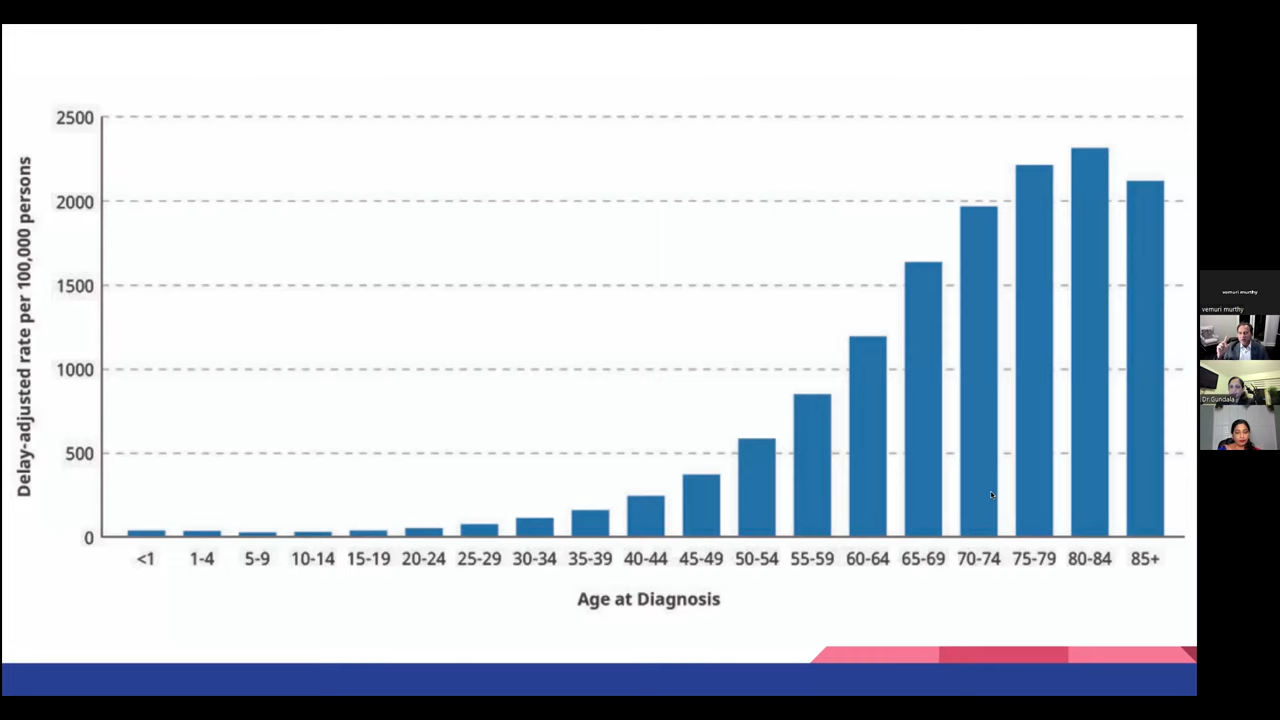 2500
2000
1500
1000
500
0
Delay-adjusted rate per 100,000 persons
<1 1-4 5-9 10-14 15-19 20-24 25-29 30-34 35-39 40-44 45-49 50-54 55-59 60-64 65-69 70-74 75-79 80-84 85+
Age at Diagnosis
vemuri murthy
vemuri murthy
Dr.Gundala